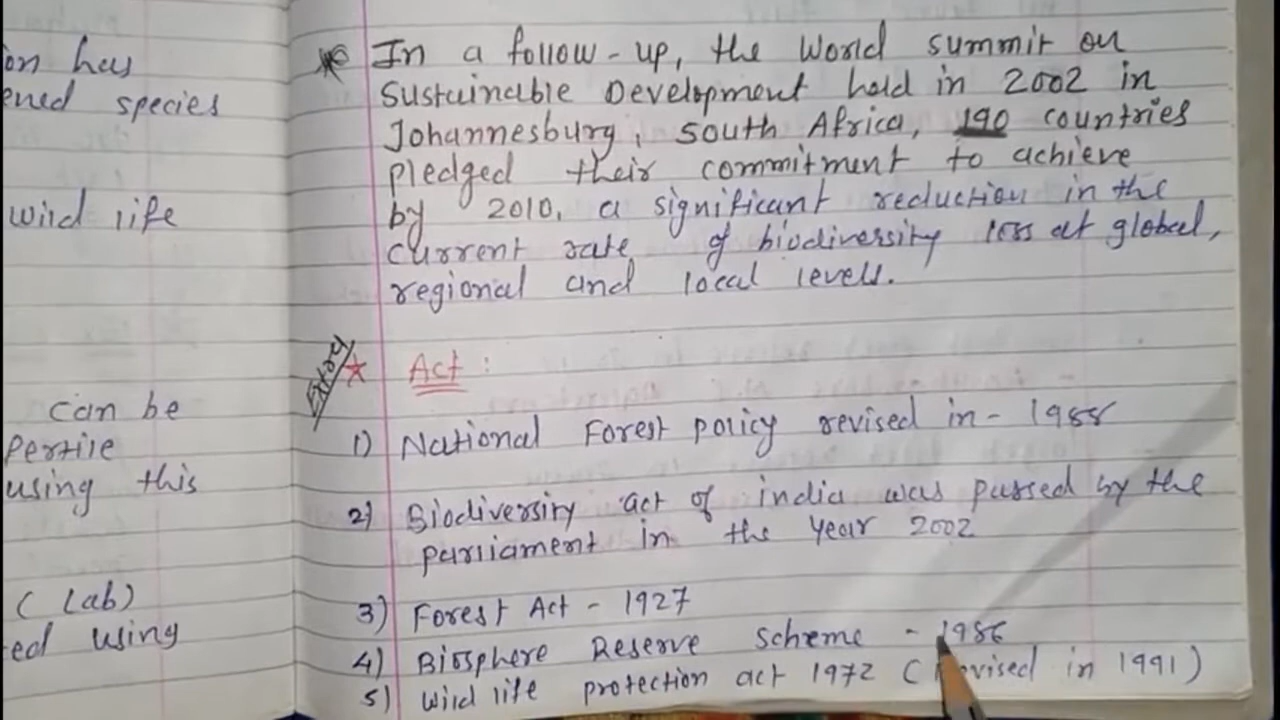 on has
ened species
wild life
can be
Pertile
using this
( Lab)
ed using
In a follow-up, the World summit on
Sustainable Development held in 2002 in
Johannesburg, South Africa, 190 countries
pledged their commitment to achieve
by 2010, a significant reduction in the
current rate of biodiversity loss at global,
regional and local levels.
Extra
★ Act :
1) National Forest policy revised in - 1988
2) Biodiversity act of india was passed by the
parliament in the year 2002
3) Forest Act - 1927
4) Biosphere Reserve scheme - 1986
5) Wild life protection act 1972 ( revised in 1991)